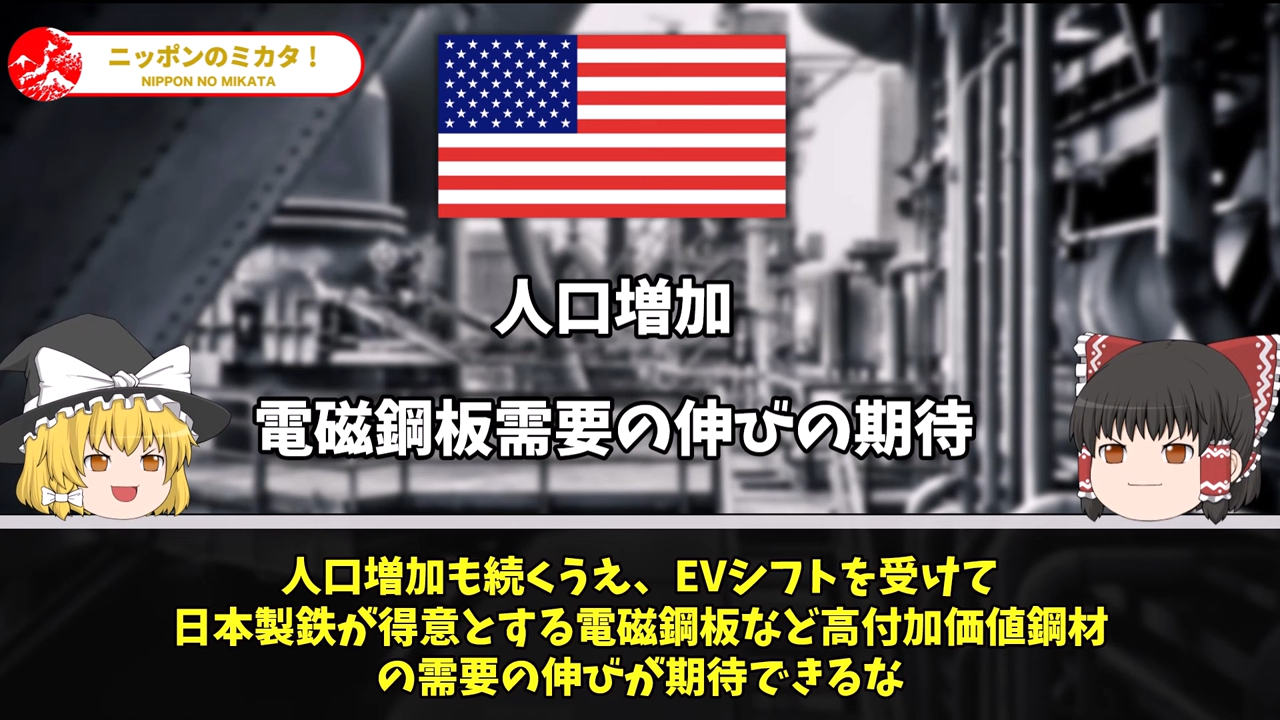 ニッポンのミカタ！
NIPPON NO MIKATA
人口増加
電磁鋼板需要の伸びの期待
人口増加も続くうえ、EVシフトを受けて
日本製鉄が得意とする電磁鋼板など高付加価値鋼材
の需要の伸びが期待できるな